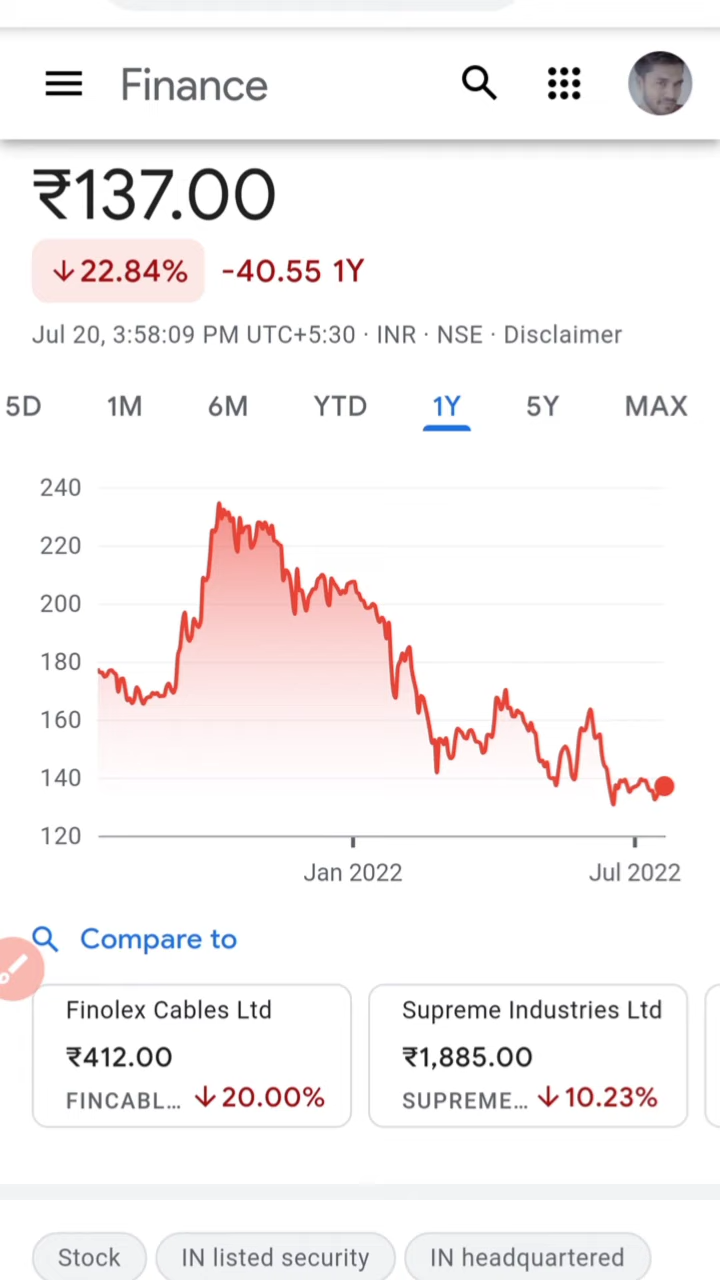 Finance
₹137.00
↓22.84% -40.55 1Y
Jul 20, 3:58:09 PM UTC+5:30 · INR · NSE · Disclaimer
5D 1M 6M YTD 1Y 5Y MAX
240
220
200
180
160
140
120
Jan 2022 Jul 2022
Compare to
Finolex Cables Ltd
₹412.00
FINCABL... ↓20.00%
Supreme Industries Ltd
₹1,885.00
SUPREME... ↓10.23%
Stock IN listed security IN headquartered